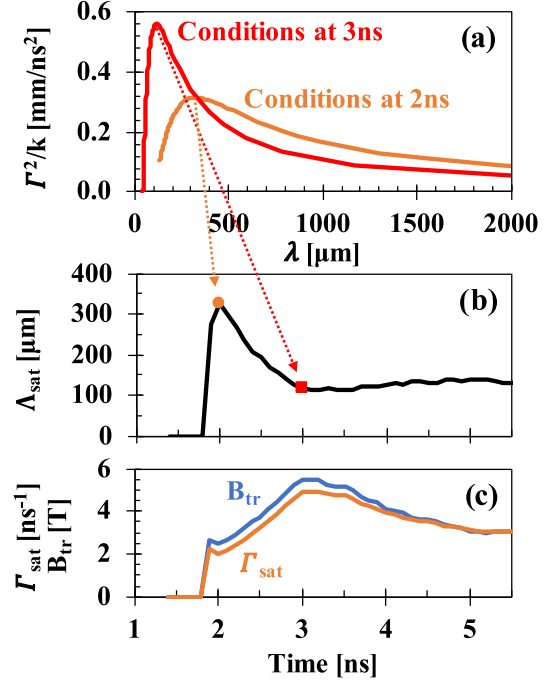 0.6
0.4
0.2
0.0
Γ²/k [mm/ns²]
(a)
Conditions at 3ns
Conditions at 2ns
0 500 1000 1500 2000
λ [μm]
400
300
200
100
0
Λsat [μm]
(b)
6
4
2
0
Γsat [ns⁻¹]
Btr [T]
(c)
Btr
Γsat
1 2 3 4 5
Time [ns]